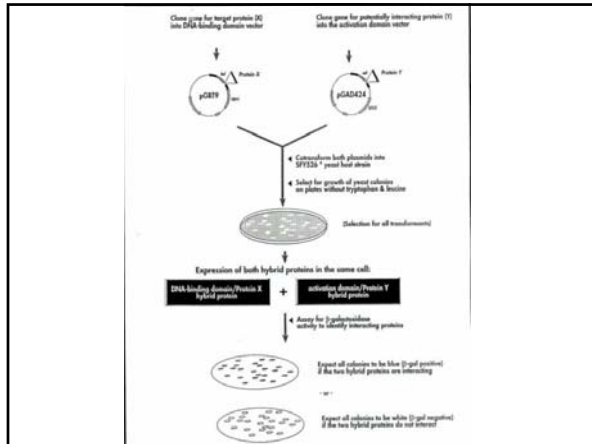 Clone gene for target protein (X)
into DNA-binding domain vector
Clone gene for potentially interacting protein (Y)
into the activation domain vector
Protein X
pGBT9
Protein Y
pGAD424
Cotransform both plasmids into
SFY526 * yeast host strain
Select for growth of yeast colonies
on plates without tryptophan & leucine
(Selection for all transformants)
Expression of both hybrid proteins in the same cell:
DNA-binding domain/Protein X
hybrid protein
+
activation domain/Protein Y
hybrid protein
Assay for β-galactosidase
activity to identify interacting proteins
Expect all colonies to be blue (β-gal positive)
if the two hybrid proteins are interacting
- or -
Expect all colonies to be white (β-gal negative)
if the two hybrid proteins do not interact